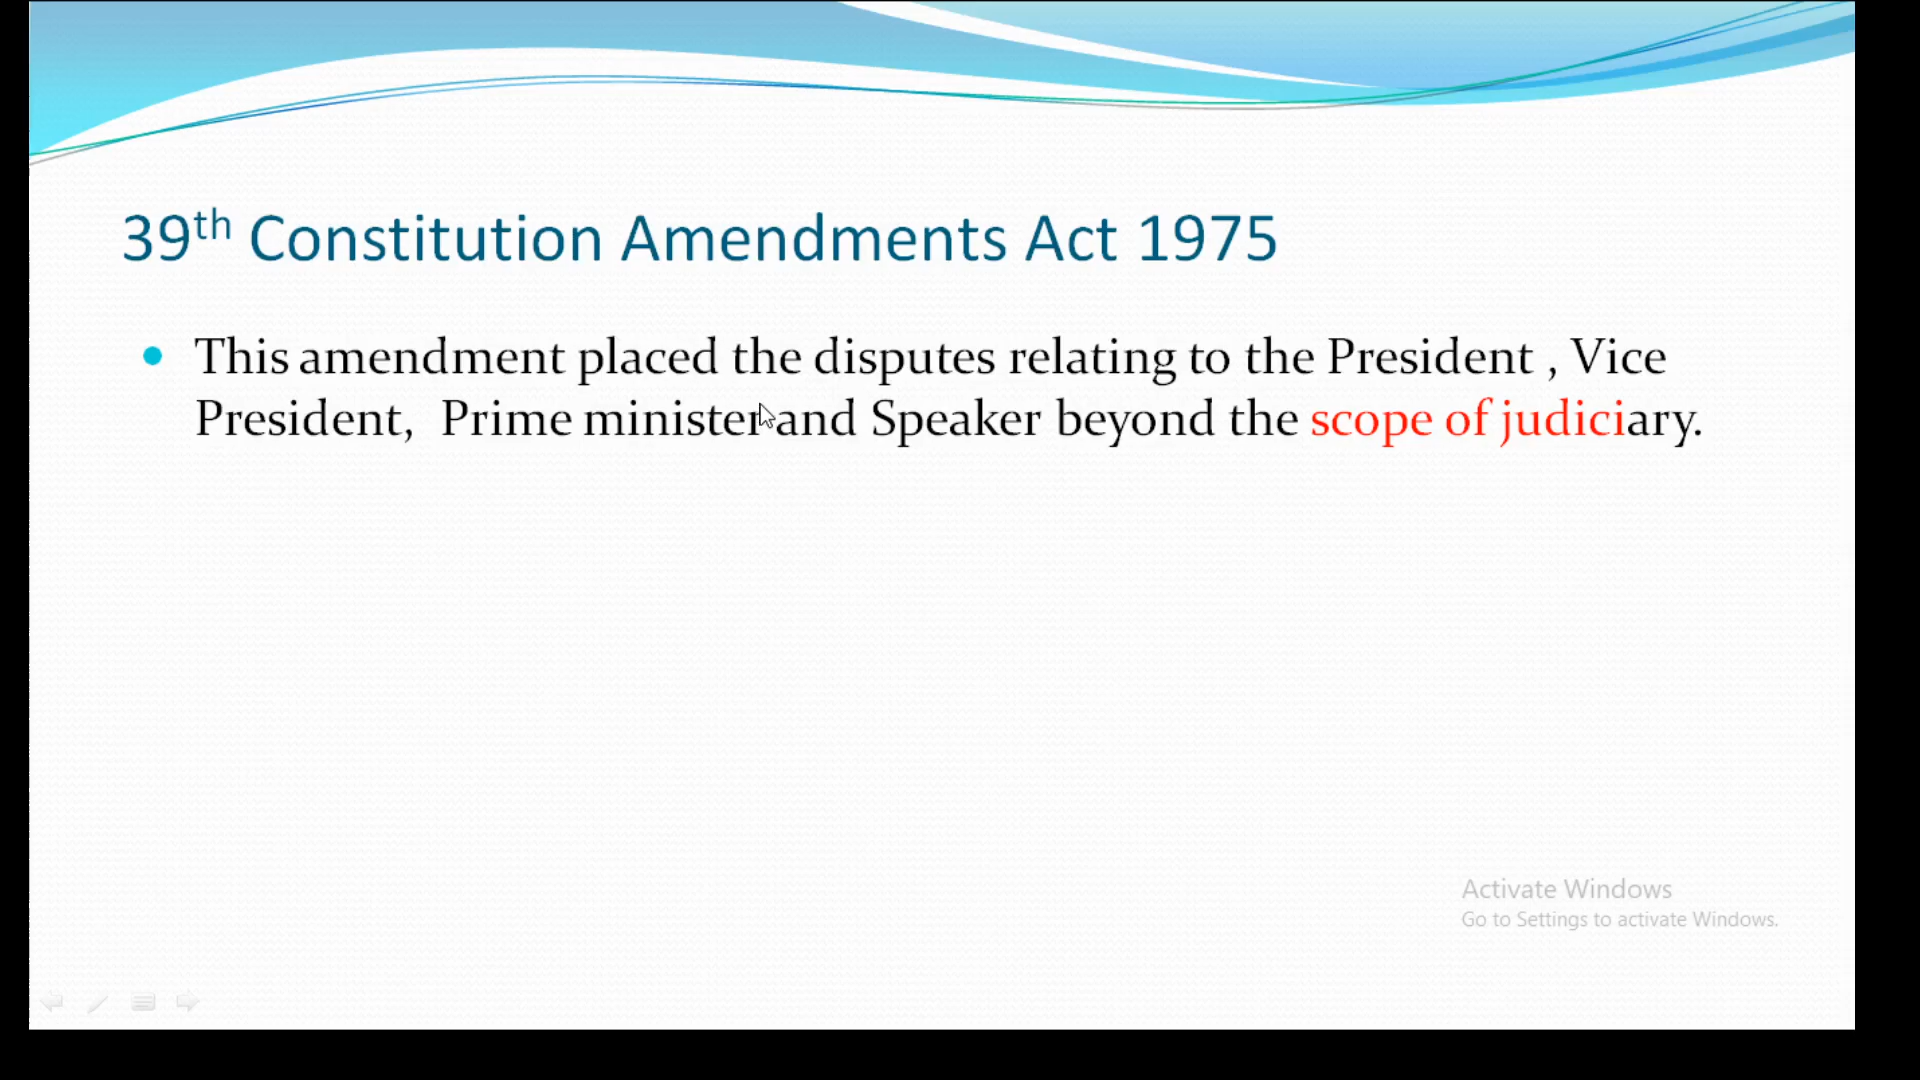 39th Constitution Amendments Act 1975
This amendment placed the disputes relating to the President , Vice
President, Prime minister and Speaker beyond the scope of judiciary.
Activate Windows
Go to Settings to activate Windows.